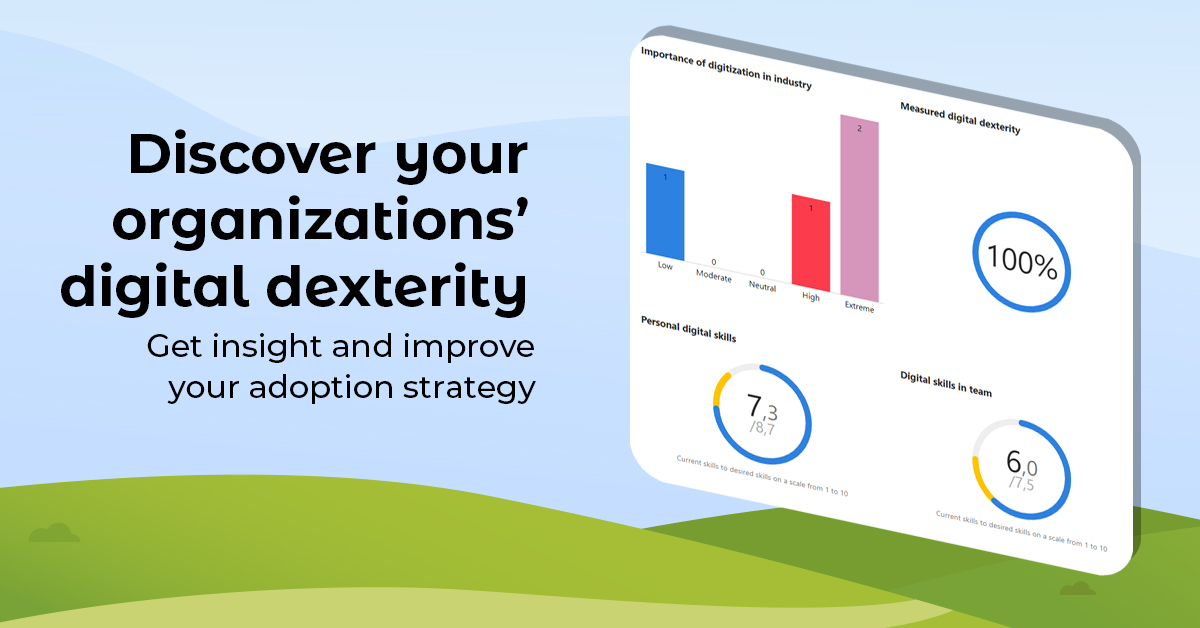 Discover your
organizations’
digital dexterity
Get insight and improve
your adoption strategy
Importance of digitization in industry
1
0
0
1
2
Low
Moderate
Neutral
High
Extreme
Measured digital dexterity
100%
Personal digital skills
7,3
/8,7
Current skills to desired skills on a scale from 1 to 10
Digital skills in team
6,0
/7,5
Current skills to desired skills on a scale from 1 to 10